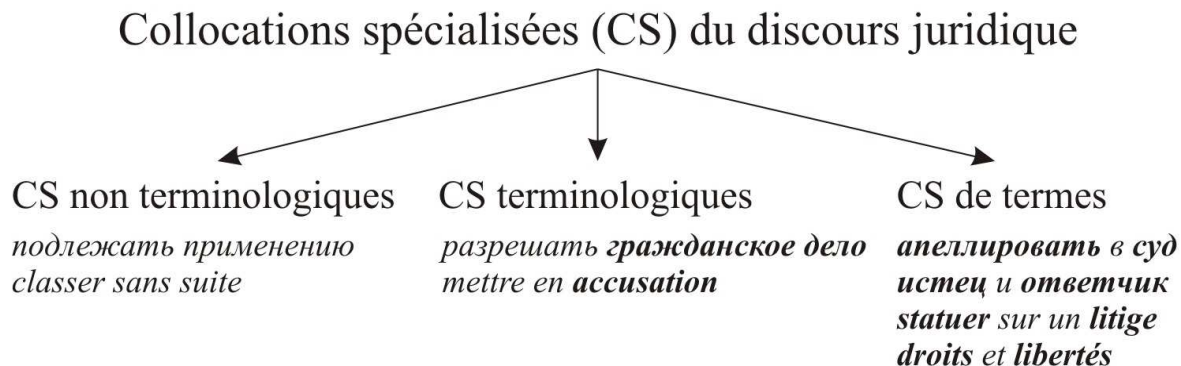 Collocations spécialisées (CS) du discours juridique
CS non terminologiques
подлежать применению
classer sans suite
CS terminologiques
разрешать гражданское дело
mettre en accusation
CS de termes
апеллировать в суд
истец и ответчик
statuer sur un litige
droits et libertés